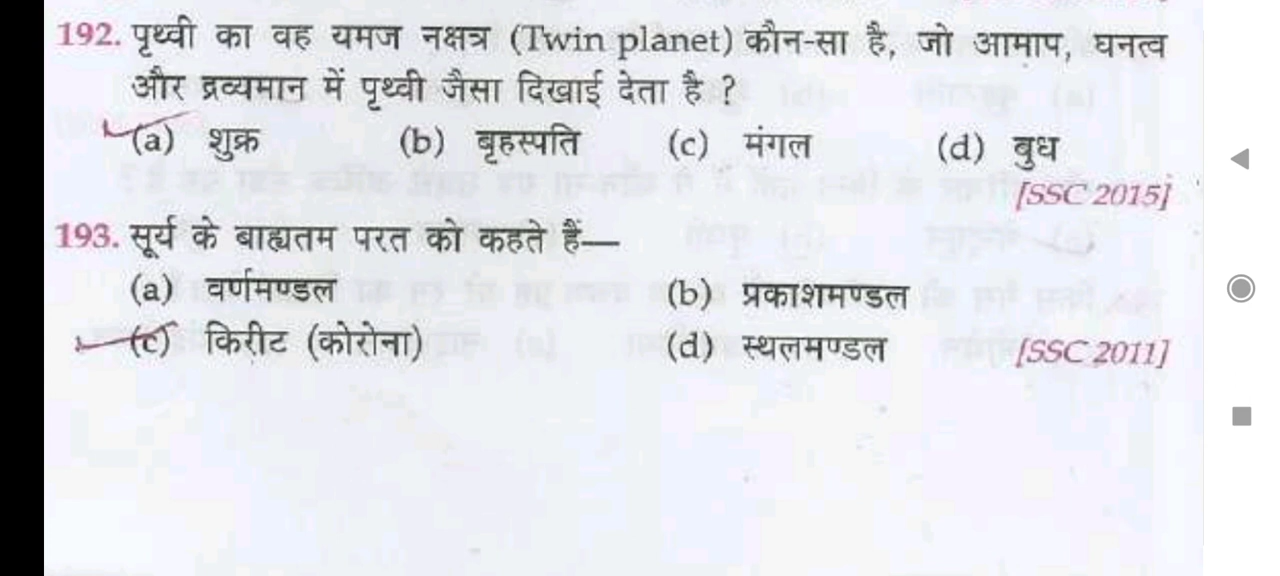 192. पृथ्वी का वह यमज नक्षत्र (Twin planet) कौन-सा है, जो आमाप, घनत्व
और द्रव्यमान में पृथ्वी जैसा दिखाई देता है ?
(a) शुक्र (b) बृहस्पति (c) मंगल (d) बुध
[SSC 2015]
193. सूर्य के बाह्यतम परत को कहते हैं—
(a) वर्णमण्डल (b) प्रकाशमण्डल
(c) किरीट (कोरोना) (d) स्थलमण्डल [SSC 2011]